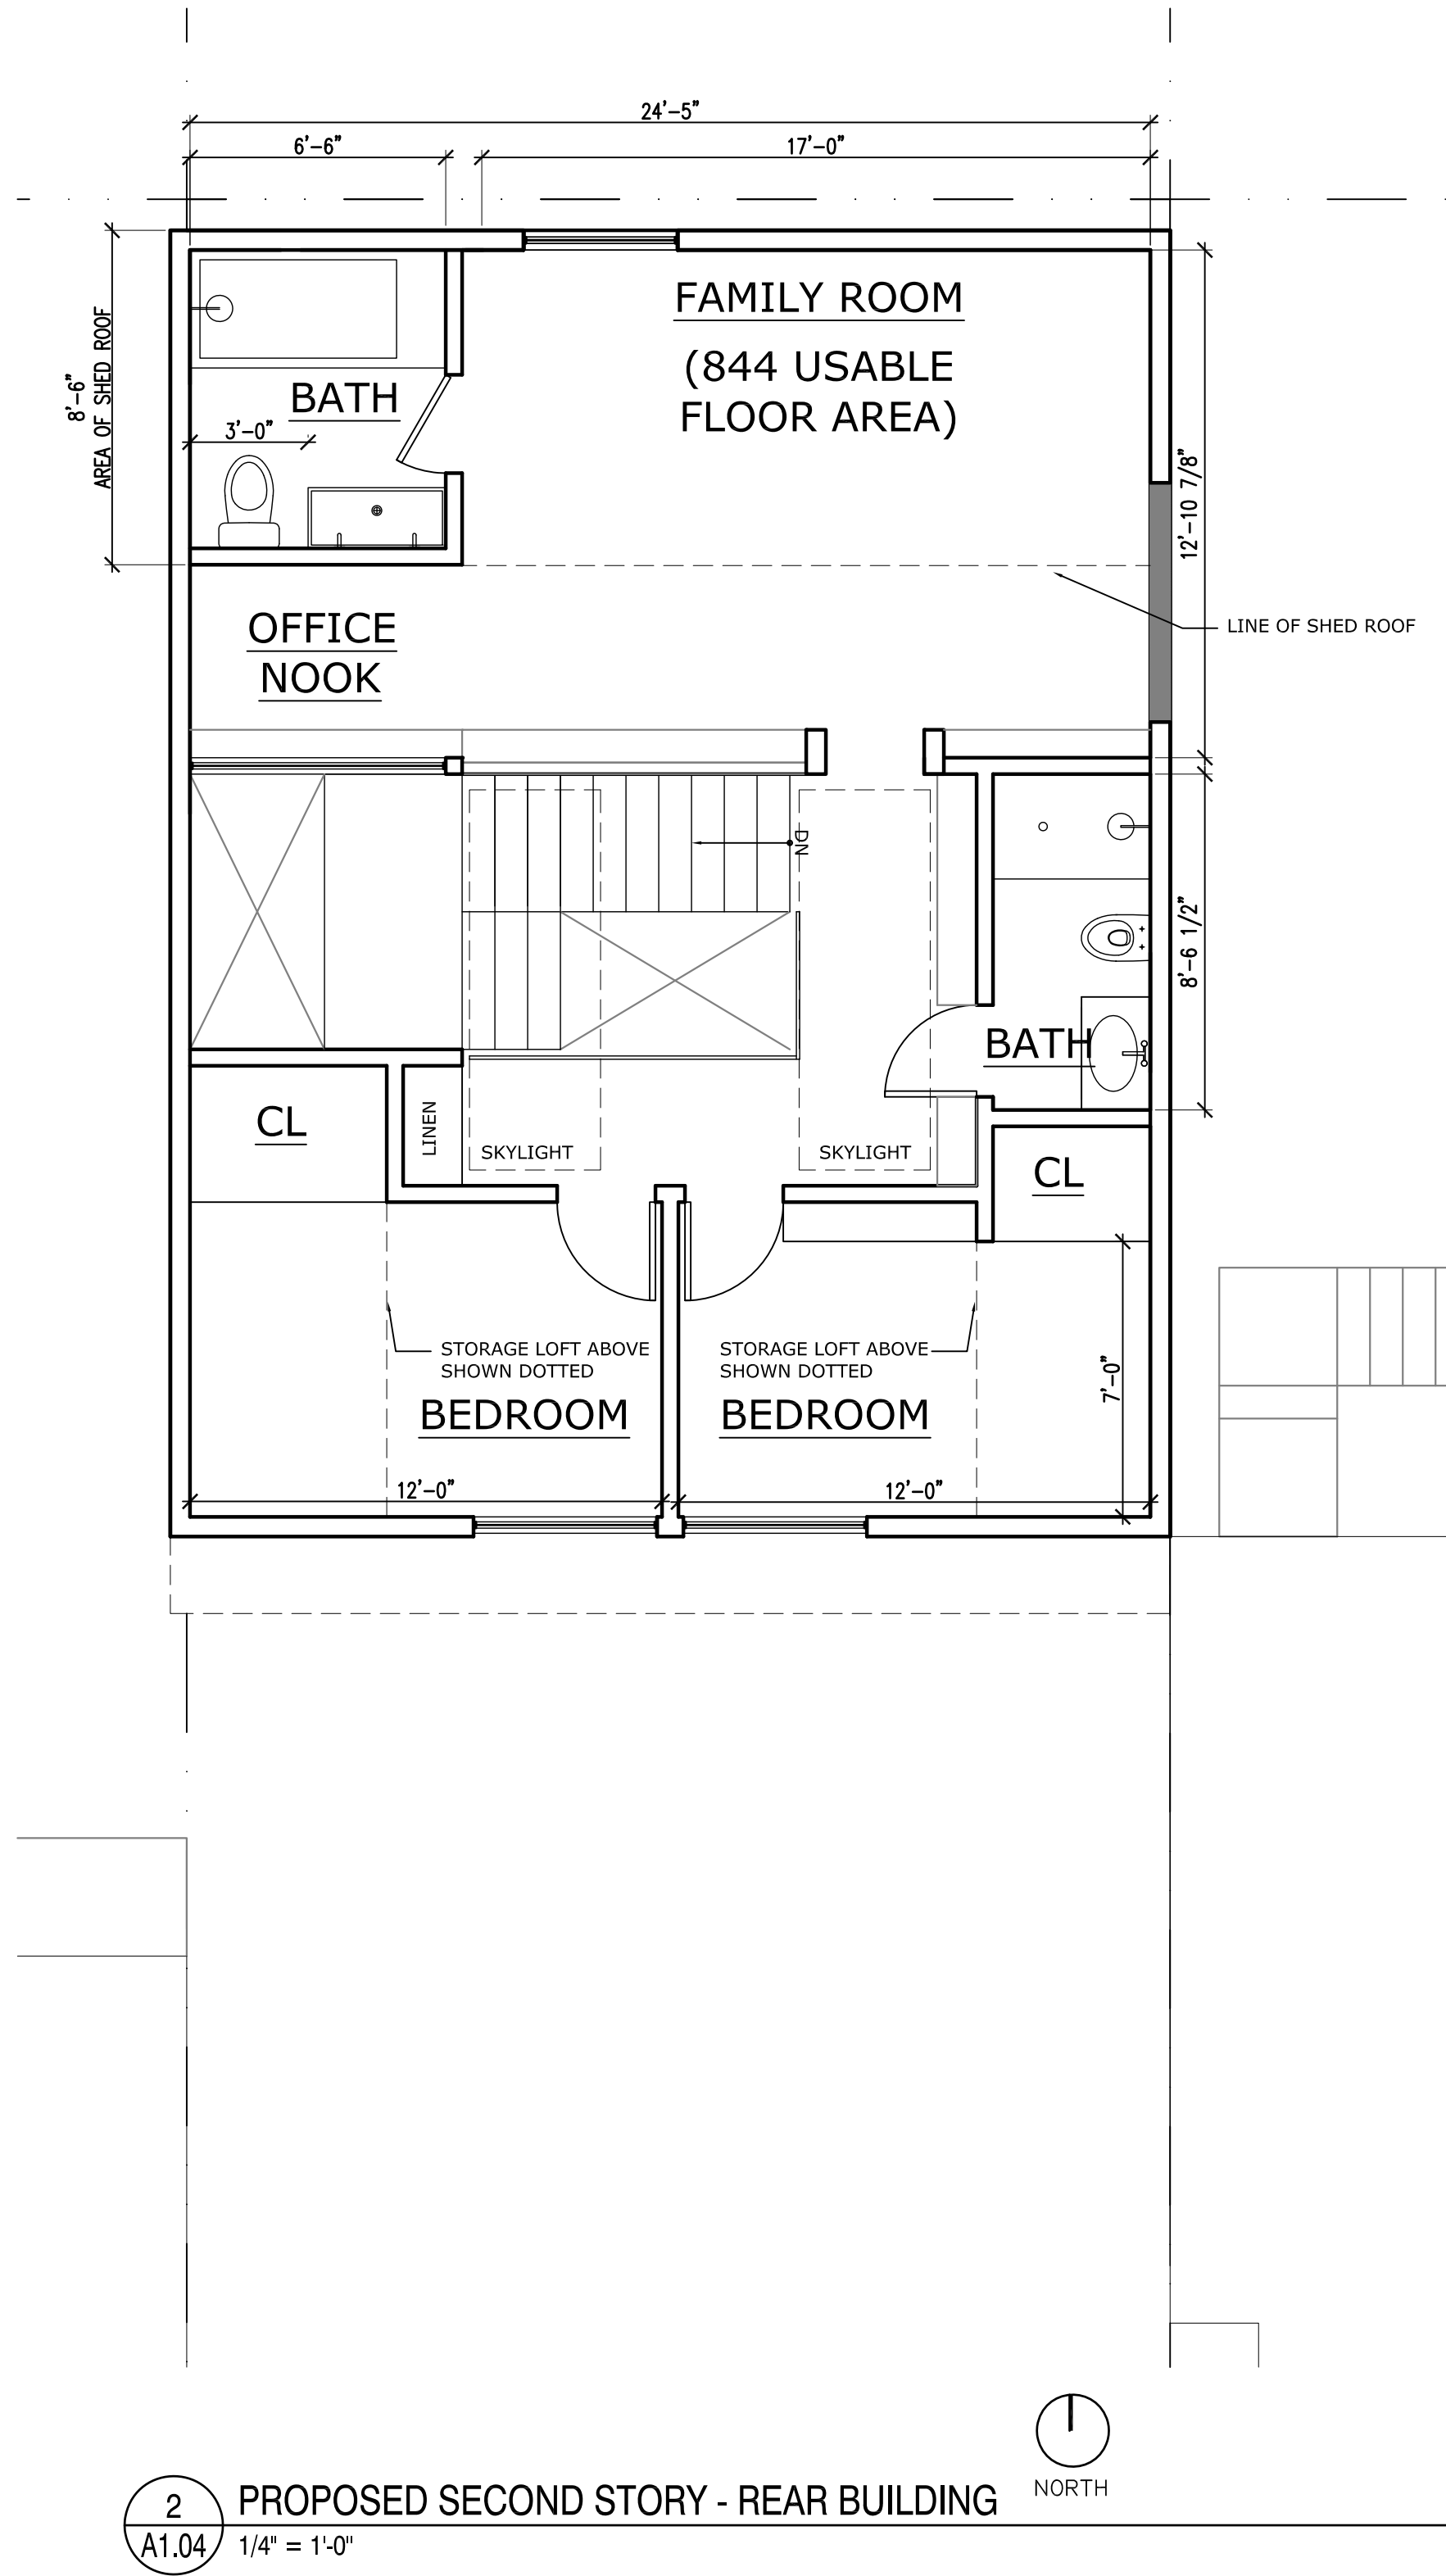 24'-5"
6'-6"
17'-0"
8'-6"
AREA OF SHED ROOF
FAMILY ROOM
(844 USABLE
FLOOR AREA)
BATH
3'-0"
12'-10 7/8"
OFFICE
NOOK
LINE OF SHED ROOF
DN
8'-6 1/2"
BATH
CL
LINEN
SKYLIGHT
SKYLIGHT
CL
STORAGE LOFT ABOVE
SHOWN DOTTED
STORAGE LOFT ABOVE
SHOWN DOTTED
7'-0"
BEDROOM
BEDROOM
12'-0"
12'-0"
NORTH
2
A1.04
PROPOSED SECOND STORY - REAR BUILDING
1/4" = 1'-0"